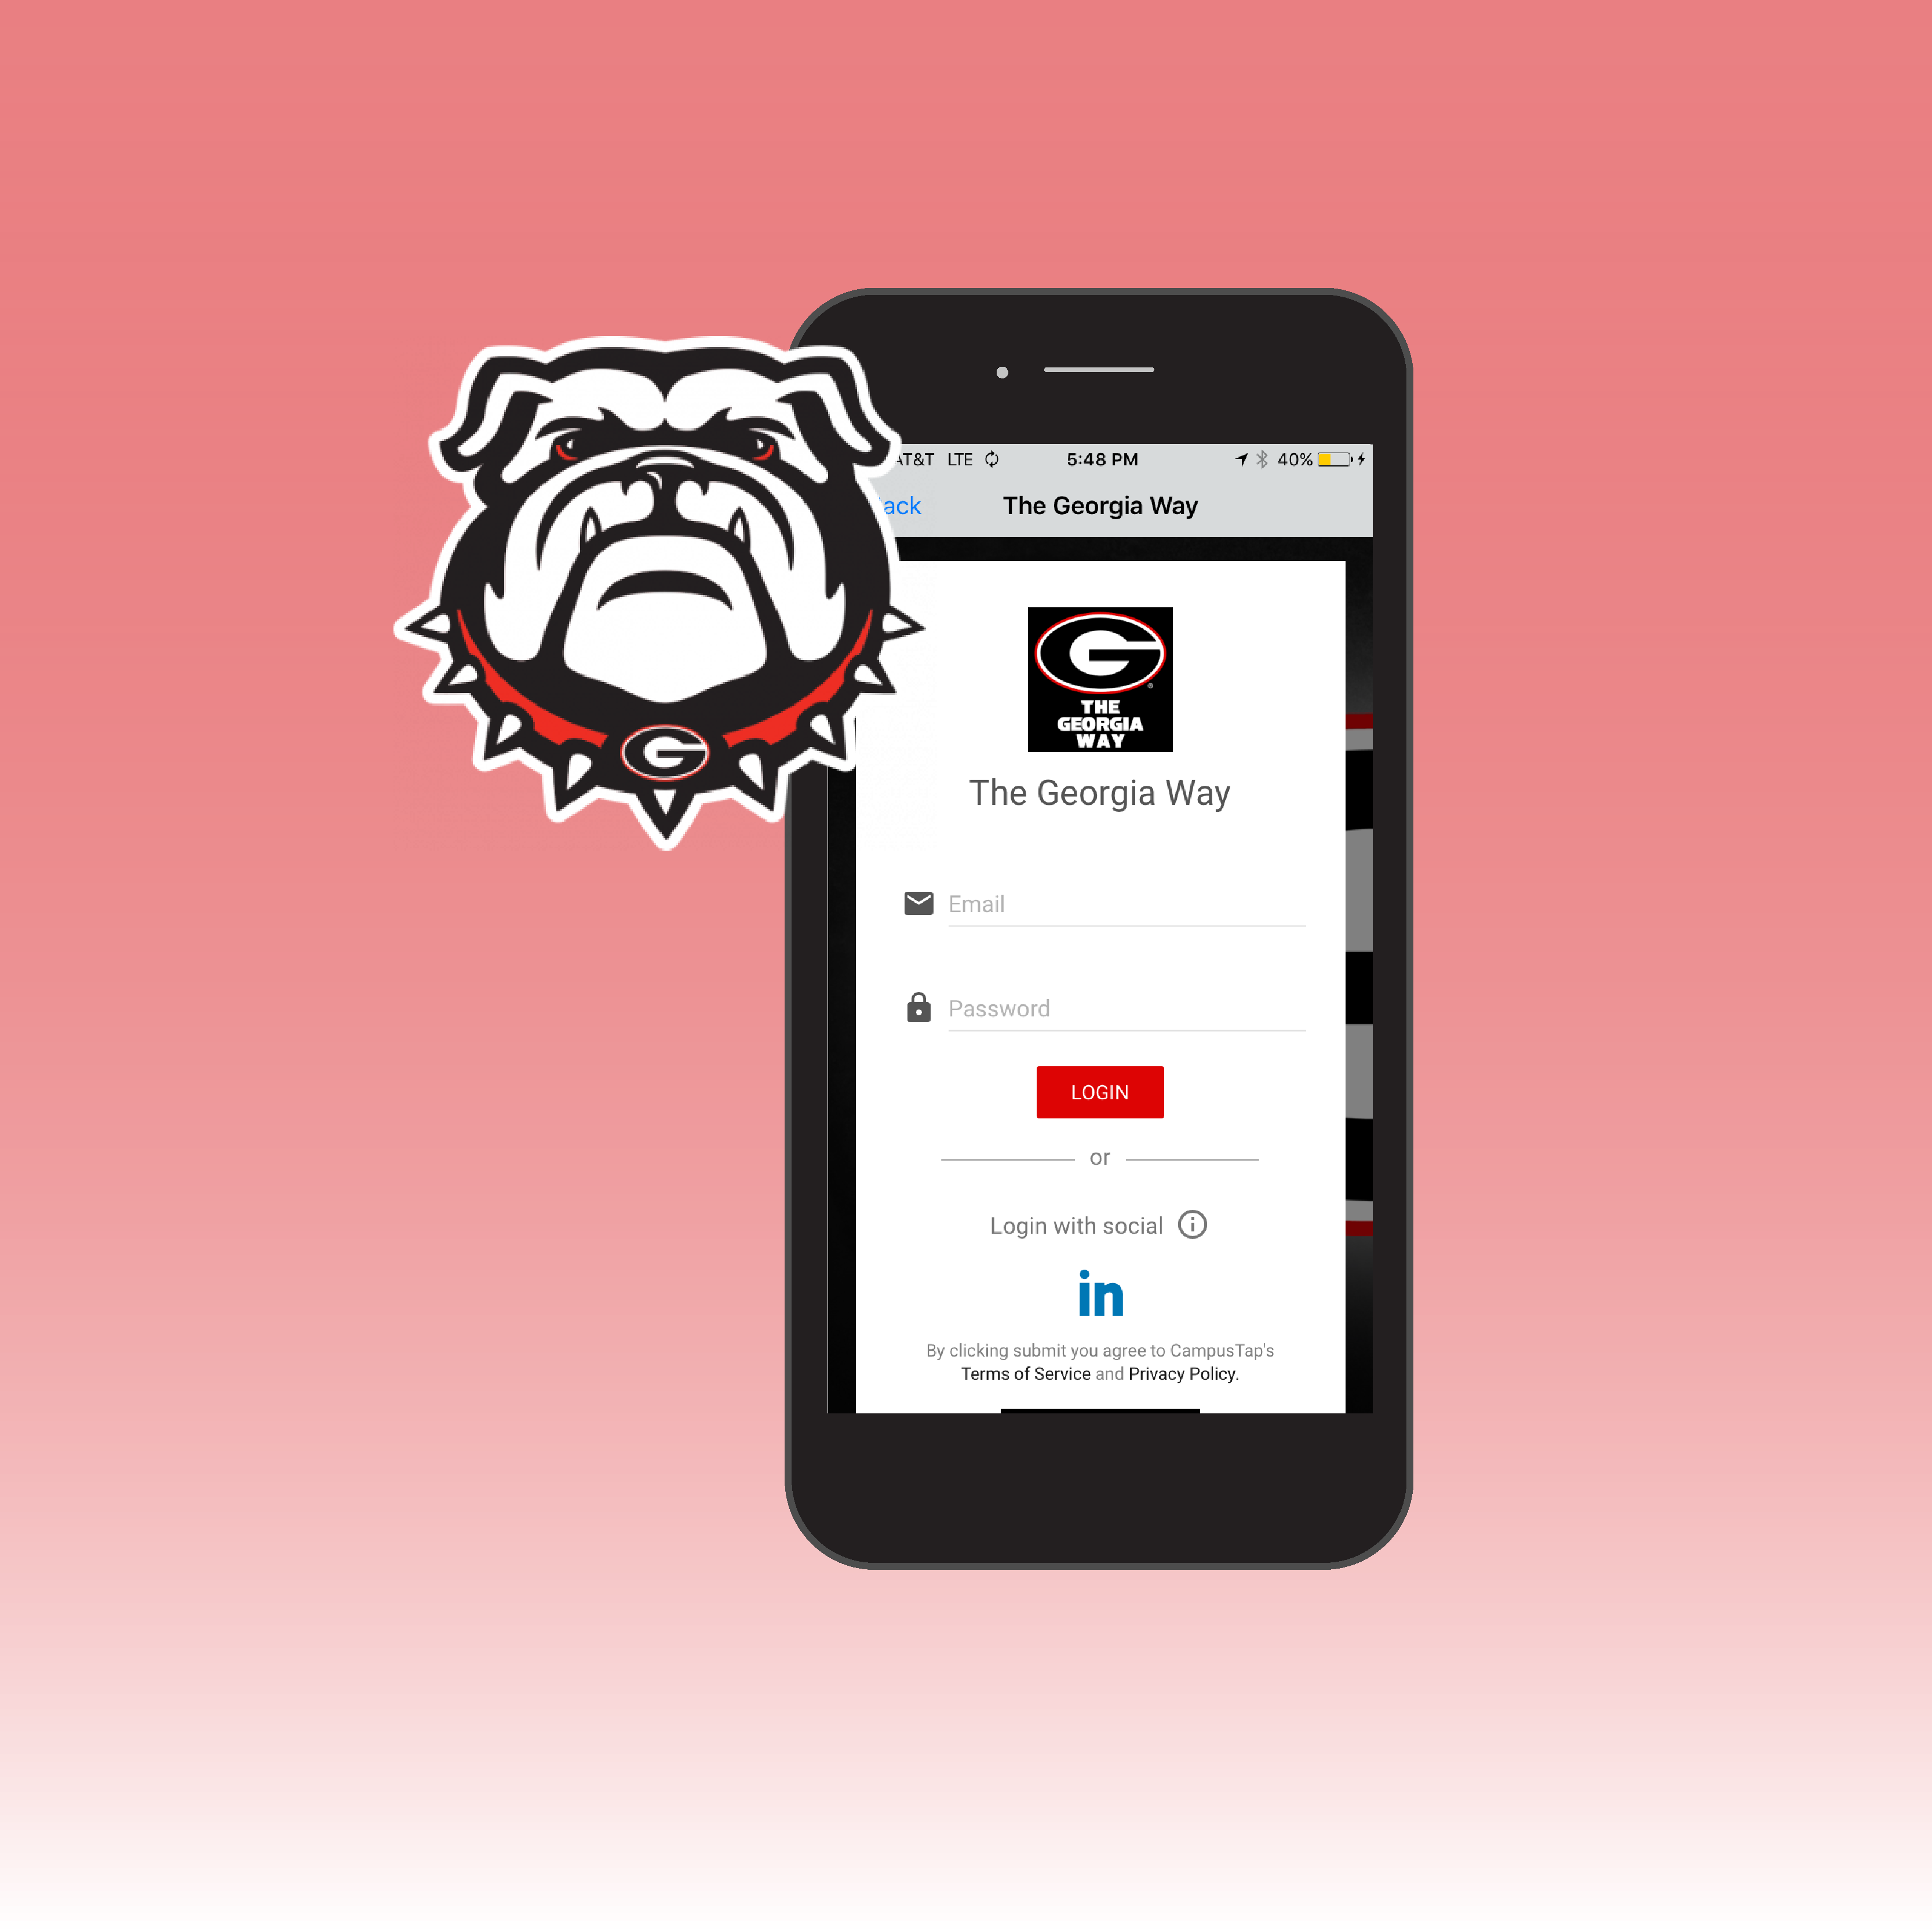 AT&T LTE 5:48 PM 40%
ack The Georgia Way
G
THE
GEORGIA
WAY
The Georgia Way
G
Email
Password
LOGIN
or
Login with social
in
By clicking submit you agree to CampusTap's
Terms of Service and Privacy Policy.